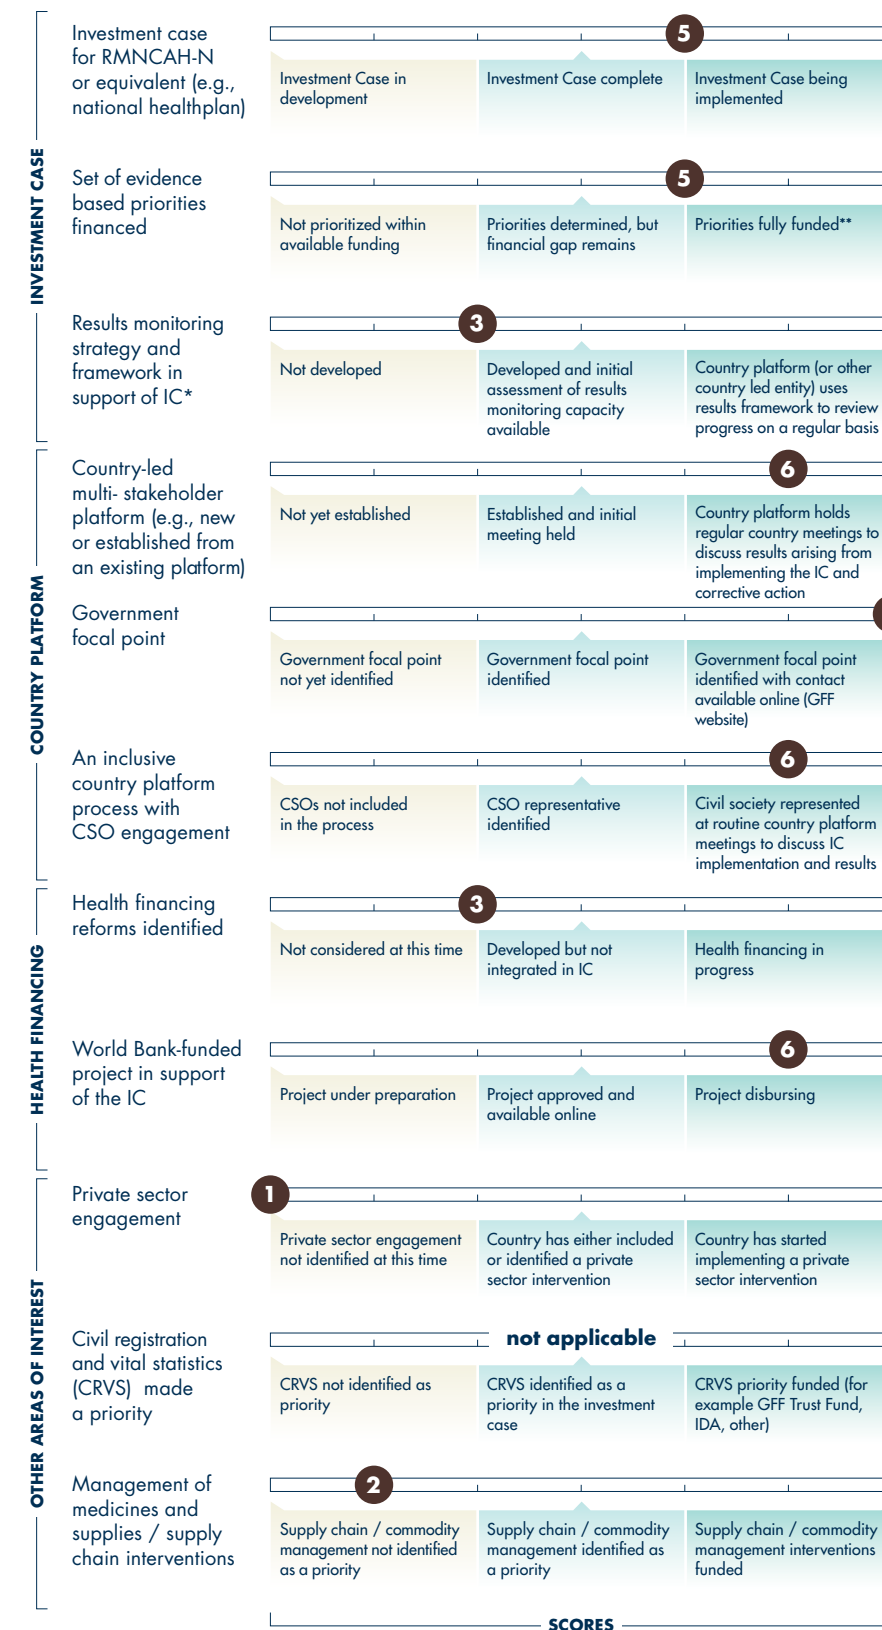 INVESTMENT CASE
Investment case
for RMNCAH-N
or equivalent (e.g.,
national healthplan)
5
Investment Case in
development
Investment Case complete
Investment Case being
implemented
Set of evidence
based priorities
financed
5
Not prioritized within
available funding
Priorities determined, but
financial gap remains
Priorities fully funded**
Results monitoring
strategy and
framework in
support of IC*
3
Not developed
Developed and initial
assessment of results
monitoring capacity
available
Country platform (or other
country led entity) uses
results framework to review
progress on a regular basis
COUNTRY PLATFORM
Country-led
multi- stakeholder
platform (e.g., new
or established from
an existing platform)
6
Not yet established
Established and initial
meeting held
Country platform holds
regular country meetings to
discuss results arising from
implementing the IC and
corrective action
Government
focal point
Government focal point
not yet identified
Government focal point
identified
Government focal point
identified with contact
available online (GFF
website)
An inclusive
country platform
process with
CSO engagement
6
CSOs not included
in the process
CSO representative
identified
Civil society represented
at routine country platform
meetings to discuss IC
implementation and results
HEALTH FINANCING
Health financing
reforms identified
3
Not considered at this time
Developed but not
integrated in IC
Health financing in
progress
World Bank-funded
project in support
of the IC
6
Project under preparation
Project approved and
available online
Project disbursing
OTHER AREAS OF INTEREST
Private sector
engagement
1
Private sector engagement
not identified at this time
Country has either included
or identified a private
sector intervention
Country has started
implementing a private
sector intervention
Civil registration
and vital statistics
(CRVS) made
a priority
not applicable
CRVS not identified as
priority
CRVS identified as a
priority in the investment
case
CRVS priority funded (for
example GFF Trust Fund,
IDA, other)
Management of
medicines and
supplies / supply
chain interventions
2
Supply chain / commodity
management not identified
as a priority
Supply chain / commodity
management identified as
a priority
Supply chain / commodity
management interventions
funded
SCORES